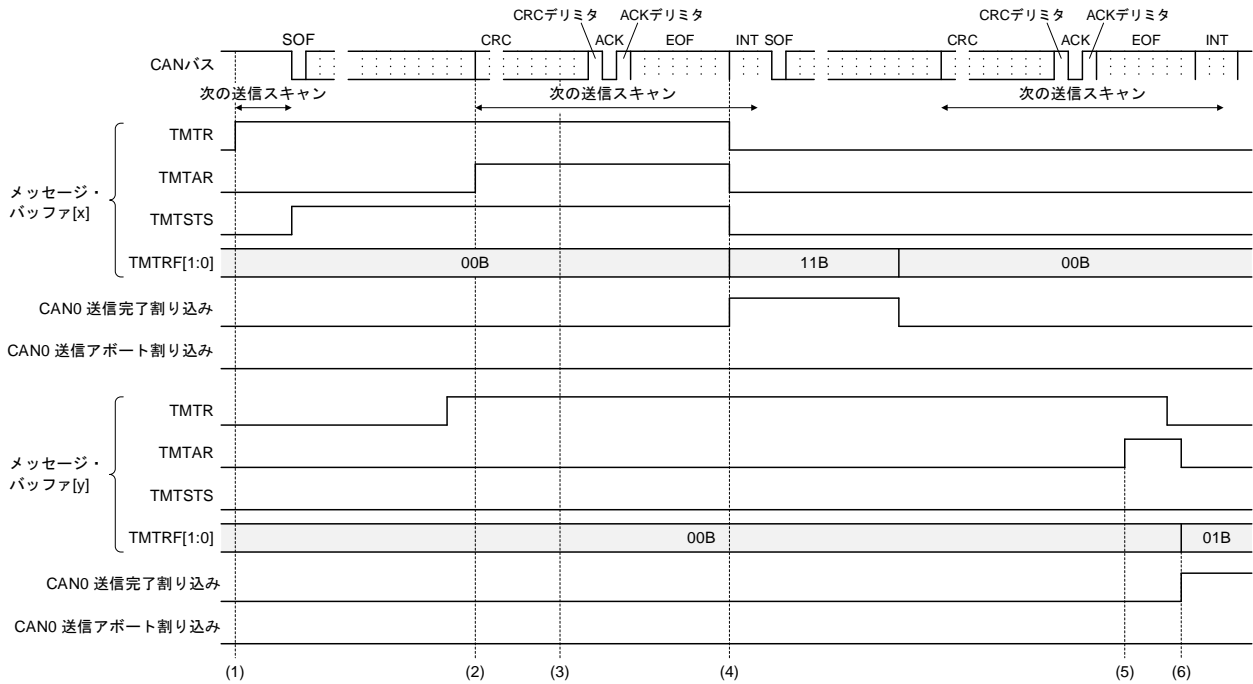 CRCデリミタ ACKデリミタ CRCデリミタ ACKデリミタ
SOF CRC ACK EOF INT SOF CRC ACK EOF INT
CANバス
次の送信スキャン 次の送信スキャン 次の送信スキャン
TMTR
TMTAR
メッセージ・
バッファ[x]
TMTSTS
TMTRF[1:0] 00B 11B 00B
CAN0 送信完了割り込み
CAN0 送信アボート割り込み
TMTR
TMTAR
メッセージ・
バッファ[y]
TMTSTS
TMTRF[1:0] 00B 01B
CAN0 送信完了割り込み
CAN0 送信アボート割り込み
(1) (2) (3) (4) (5) (6)